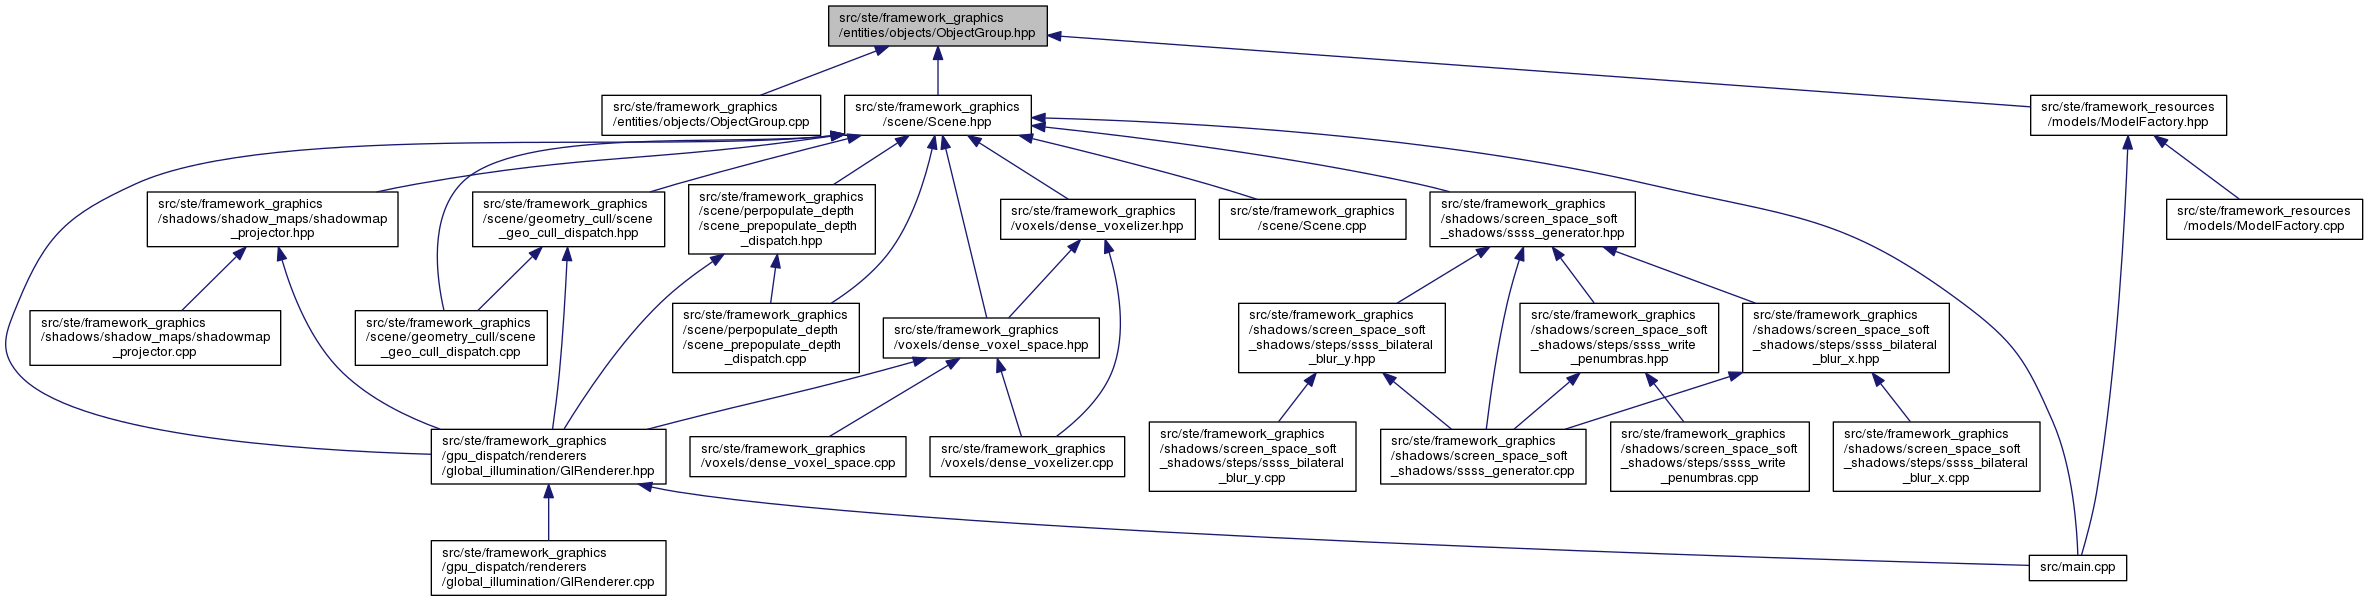 src/ste/framework_graphics
/entities/objects/ObjectGroup.hpp
src/ste/framework_graphics
/entities/objects/ObjectGroup.cpp
src/ste/framework_graphics
/scene/Scene.hpp
src/ste/framework_resources
/models/ModelFactory.hpp
src/ste/framework_graphics
/shadows/shadow_maps/shadowmap
_projector.hpp
src/ste/framework_graphics
/scene/geometry_cull/scene
_geo_cull_dispatch.hpp
src/ste/framework_graphics
/scene/perpopulate_depth
/scene_prepopulate_depth
_dispatch.hpp
src/ste/framework_graphics
/voxels/dense_voxelizer.hpp
src/ste/framework_graphics
/scene/Scene.cpp
src/ste/framework_graphics
/shadows/screen_space_soft
_shadows/ssss_generator.hpp
src/ste/framework_resources
/models/ModelFactory.cpp
src/ste/framework_graphics
/shadows/shadow_maps/shadowmap
_projector.cpp
src/ste/framework_graphics
/scene/geometry_cull/scene
_geo_cull_dispatch.cpp
src/ste/framework_graphics
/scene/perpopulate_depth
/scene_prepopulate_depth
_dispatch.cpp
src/ste/framework_graphics
/voxels/dense_voxel_space.hpp
src/ste/framework_graphics
/shadows/screen_space_soft
_shadows/steps/ssss_bilateral
_blur_y.hpp
src/ste/framework_graphics
/shadows/screen_space_soft
_shadows/steps/ssss_write
_penumbras.hpp
src/ste/framework_graphics
/shadows/screen_space_soft
_shadows/steps/ssss_bilateral
_blur_x.hpp
src/ste/framework_graphics
/gpu_dispatch/renderers
/global_illumination/GIRenderer.hpp
src/ste/framework_graphics
/voxels/dense_voxel_space.cpp
src/ste/framework_graphics
/voxels/dense_voxelizer.cpp
src/ste/framework_graphics
/shadows/screen_space_soft
_shadows/steps/ssss_bilateral
_blur_y.cpp
src/ste/framework_graphics
/shadows/screen_space_soft
_shadows/ssss_generator.cpp
src/ste/framework_graphics
/shadows/screen_space_soft
_shadows/steps/ssss_write
_penumbras.cpp
src/ste/framework_graphics
/shadows/screen_space_soft
_shadows/steps/ssss_bilateral
_blur_x.cpp
src/ste/framework_graphics
/gpu_dispatch/renderers
/global_illumination/GIRenderer.cpp
src/main.cpp